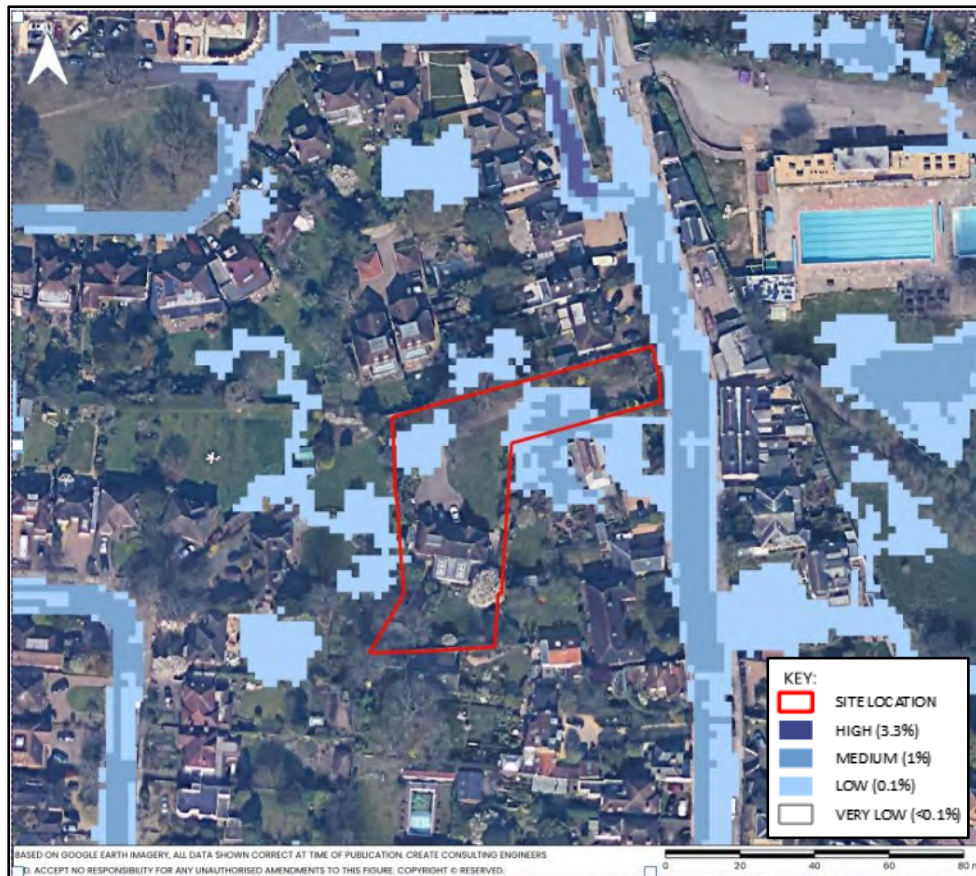 KEY:
SITE LOCATION
HIGH (3.3%)
MEDIUM (1%)
LOW (0.1%)
VERY LOW (<0.1%)
BASED ON GOOGLE EARTH IMAGERY, ALL DATA SHOWN CORRECT AT TIME OF PUBLICATION. CREATE CONSULTING ENGINEERS
D. ACCEPT NO RESPONSIBILITY FOR ANY UNAUTHORISED AMENDMENTS TO THIS FIGURE. COPYRIGHT © RESERVED.
0 20 40 60 80 m